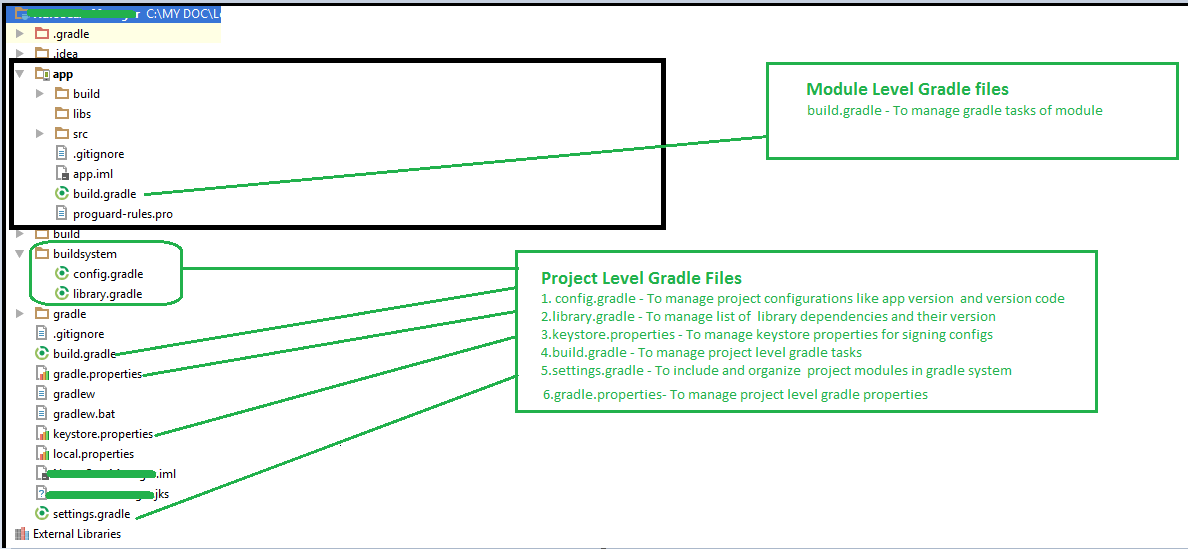 C:\MY DOC\L
.gradle
.idea
app
build
libs
src
.gitignore
app.iml
build.gradle
proguard-rules.pro
build
buildsystem
config.gradle
library.gradle
gradle
.gitignore
build.gradle
gradle.properties
gradlew
gradlew.bat
keystore.properties
local.properties
.iml
.jks
settings.gradle
External Libraries
Module Level Gradle files
build.gradle - To manage gradle tasks of module
Project Level Gradle Files
1. config.gradle - To manage project configurations like app version and version code
2.library.gradle - To manage list of library dependencies and their version
3.keystore.properties - To manage keystore properties for signing configs
4.build.gradle - To manage project level gradle tasks
5.settings.gradle - To include and organize project modules in gradle system
6.gradle.properties- To manage project level gradle properties